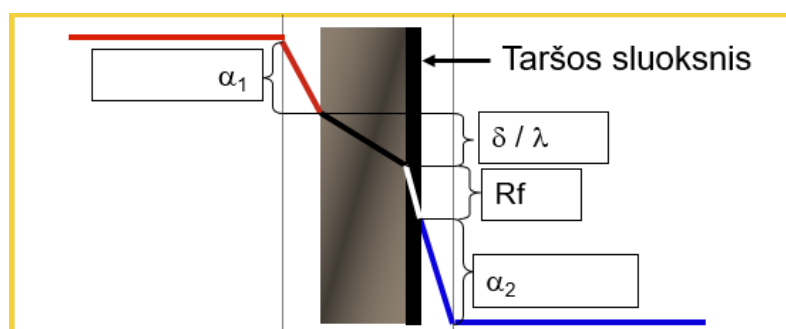 Taršos sluoksnis
α₁
δ / λ
Rf
α₂